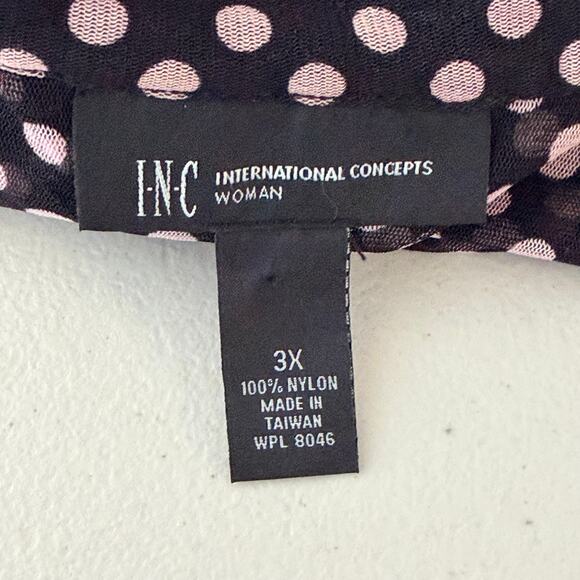 I·N·C INTERNATIONAL CONCEPTS
WOMAN
3X
100% NYLON
MADE IN
TAIWAN
WPL 8046